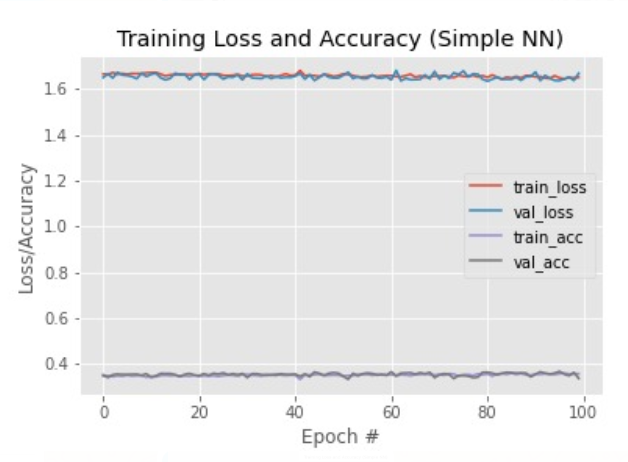 Training Loss and Accuracy (Simple NN)
1.6
1.4
1.2
1.0
0.8
0.6
0.4
Loss/Accuracy
train_loss
val_loss
train_acc
val_acc
0 20 40 60 80 100
Epoch #